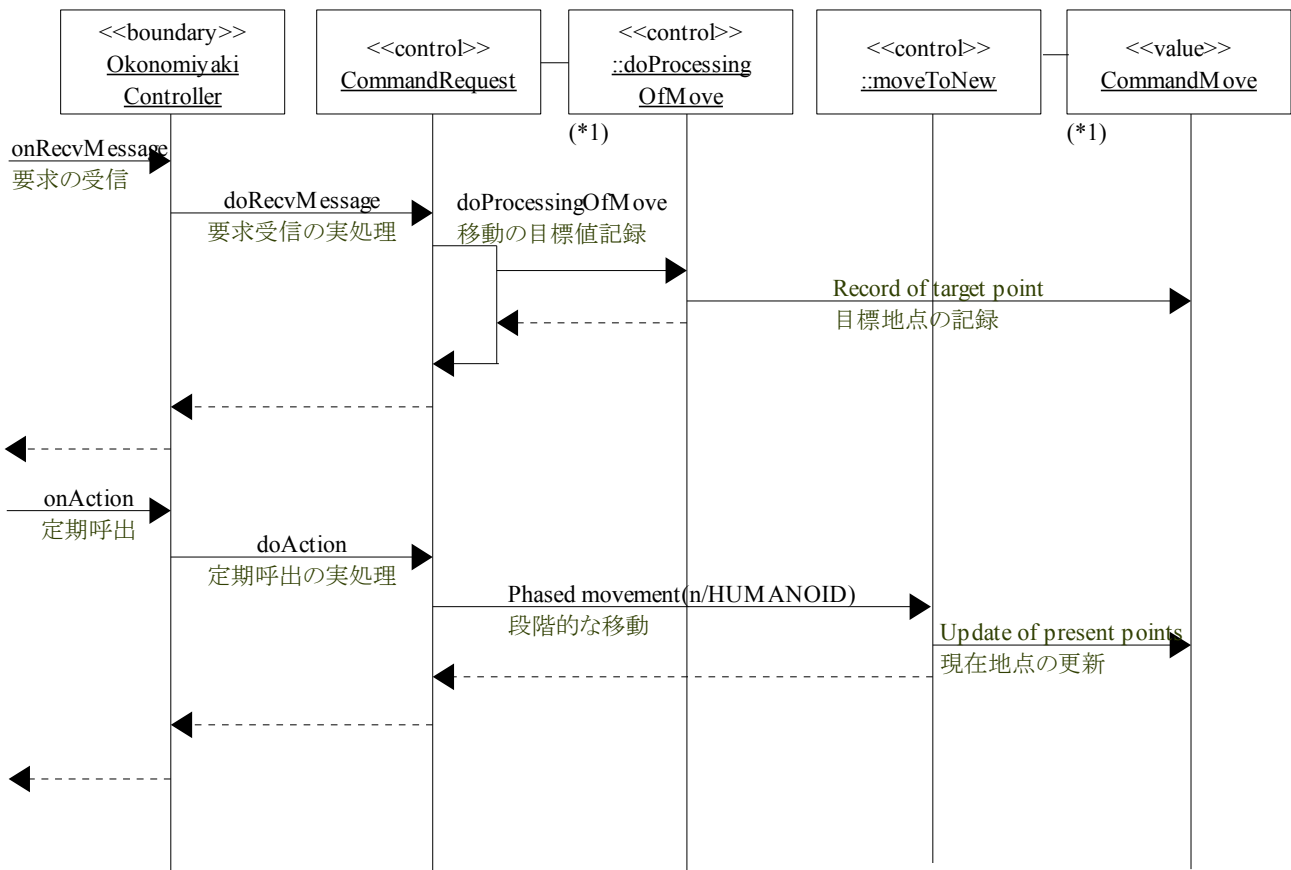 <<boundary>>
Okonomiyaki
Controller
<<control>>
CommandRequest
<<control>>
::doProcessing
OfMove
<<control>>
::moveToNew
<<value>>
CommandMove
(*1)
(*1)
onRecvMessage
要求の受信
doRecvMessage
要求受信の実処理
doProcessingOfMove
移動の目標値記録
Record of target point
目標地点の記録
onAction
定期呼出
doAction
定期呼出の実処理
Phased movement(n/HUMANOID)
段階的な移動
Update of present points
現在地点の更新